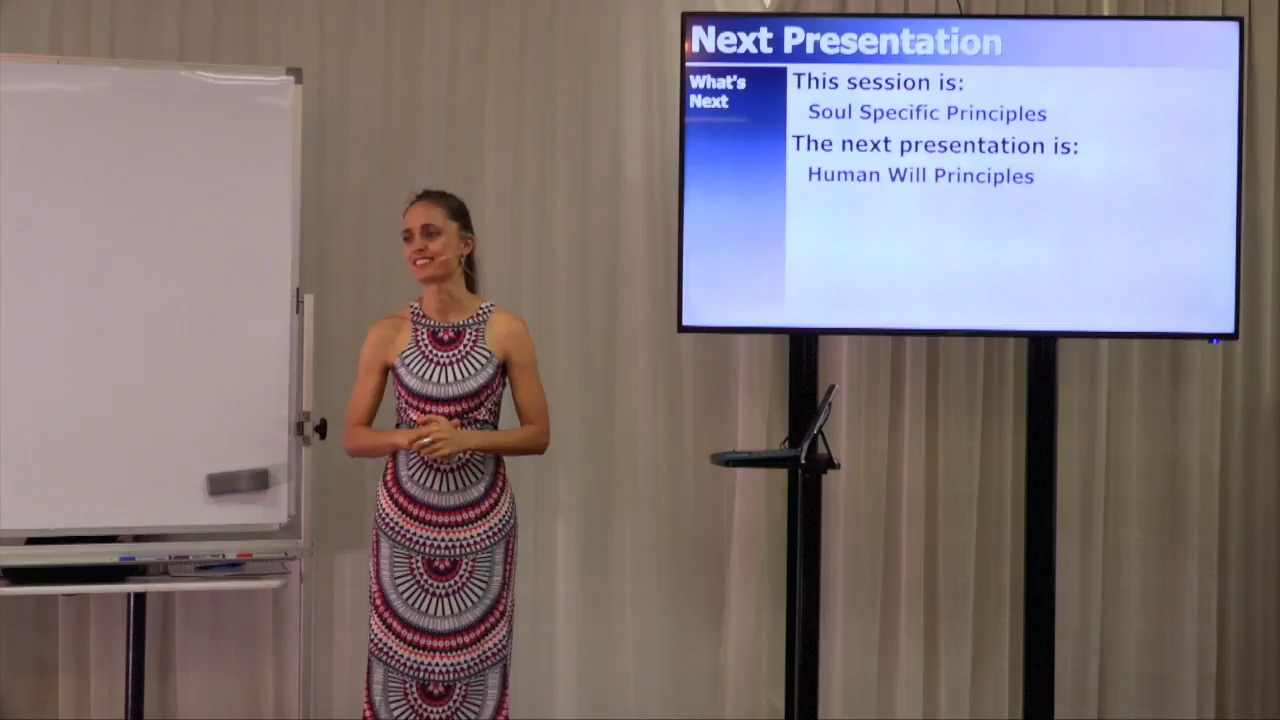 Next Presentation
What's
Next
This session is:
Soul Specific Principles
The next presentation is:
Human Will Principles